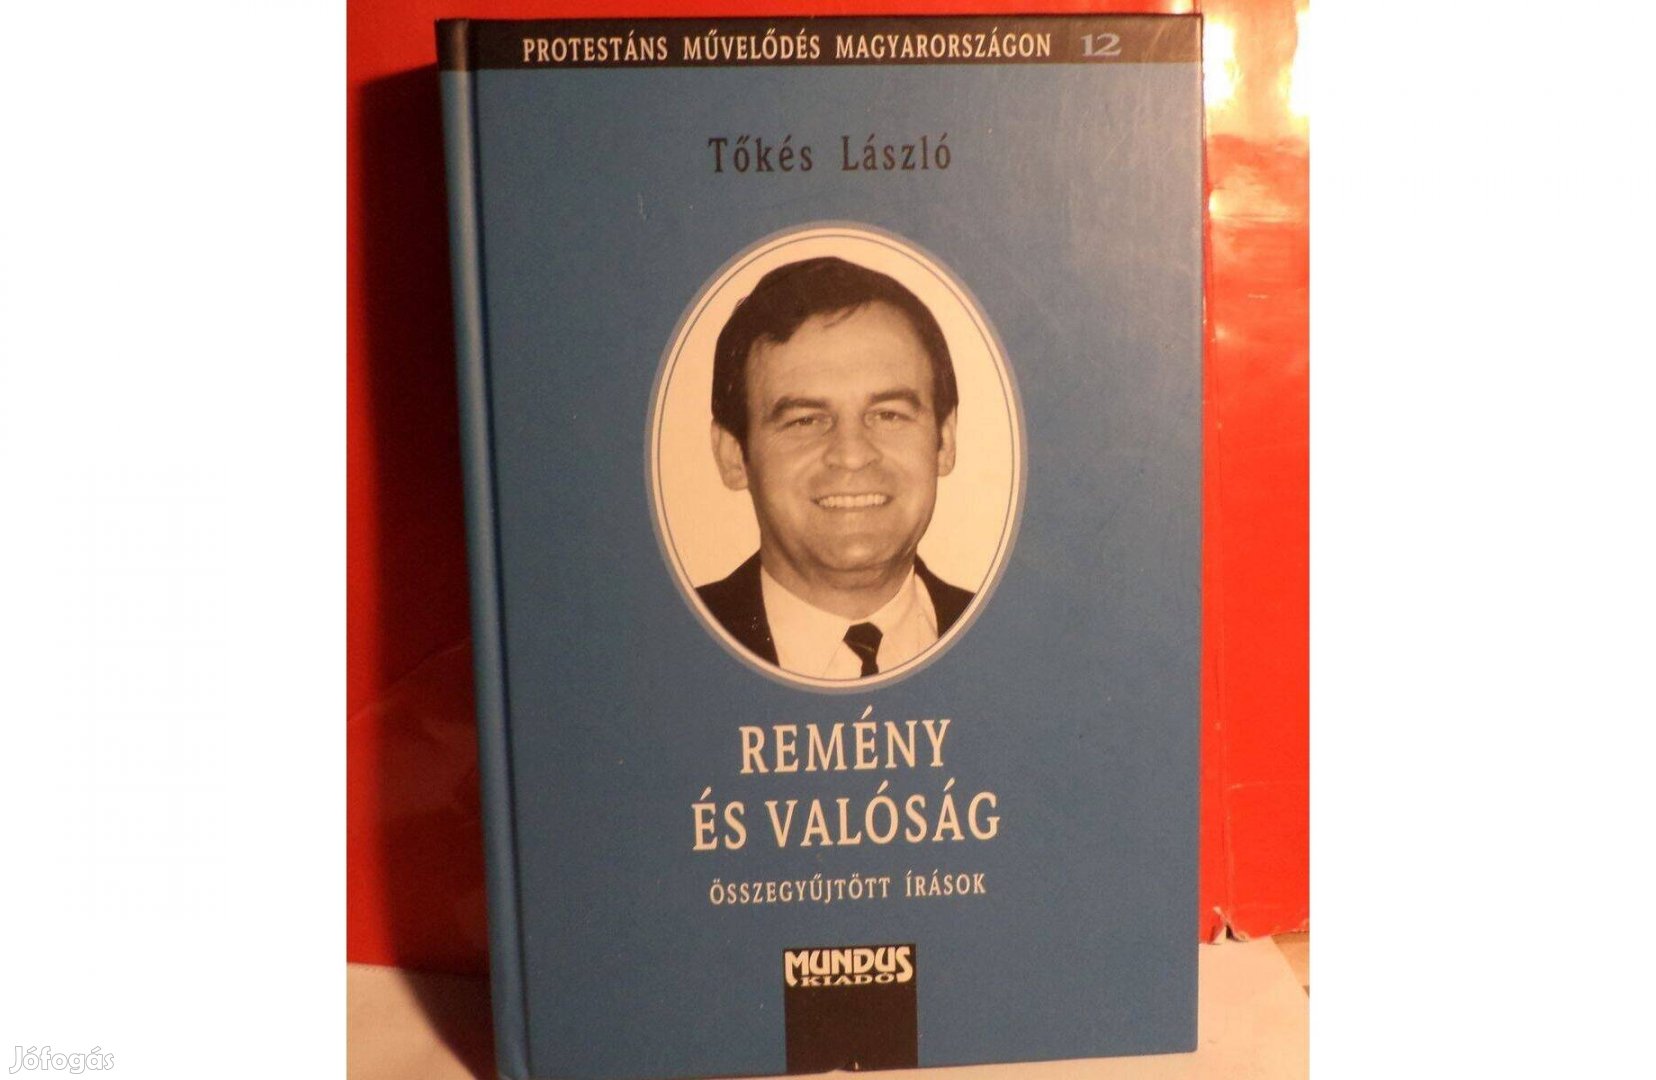 PROTESTÁNS MŰVELŐDÉS MAGYARORSZÁGON 12
Tőkés László
REMÉNY
ÉS VALÓSÁG
ÖSSZEGYŰJTÖTT ÍRÁSOK
MUNDUS
KIADÓ
Jófogás